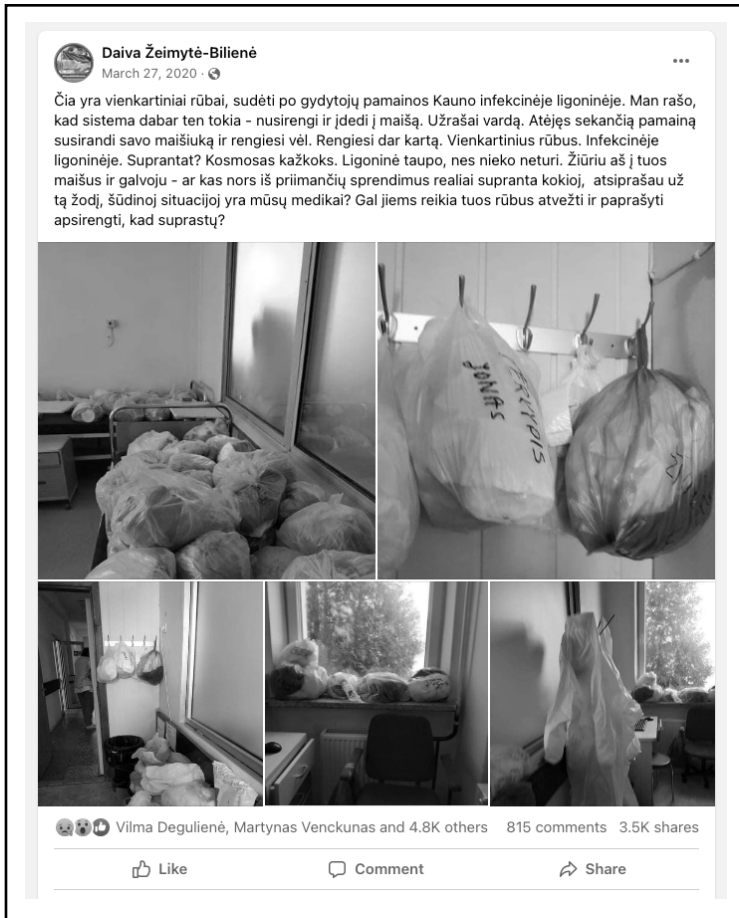 Daiva Žeimytė-Bilienė
March 27, 2020 ·
Čia yra vienkartiniai rūbai, sudėti po gydytojų pamainos Kauno infekcinėje ligoninėje. Man rašo,
kad sistema dabar ten tokia - nusirengi ir įdedi į maišą. Užrašai vardą. Atėjęs sekančią pamainą
susirandi savo maišiuką ir rengiesi vėl. Rengiesi dar kartą. Vienkartinius rūbus. Infekcinėje
ligoninėje. Suprantat? Kosmosas kažkoks. Ligoninė taupo, nes nieko neturi. Žiūriu aš į tuos
maišus ir galvoju - ar kas nors iš priimančių sprendimus realiai supranta kokioj, atsiprašau už
tą žodį, šūdinoj situacijoj yra mūsų medikai? Gal jiems reikia tuos rūbus atvežti ir paprašyti
apsirengti, kad suprastų?
JONAS
Vilma Degulienė, Martynas Venckunas and 4.8K others 815 comments 3.5K shares
Like Comment Share